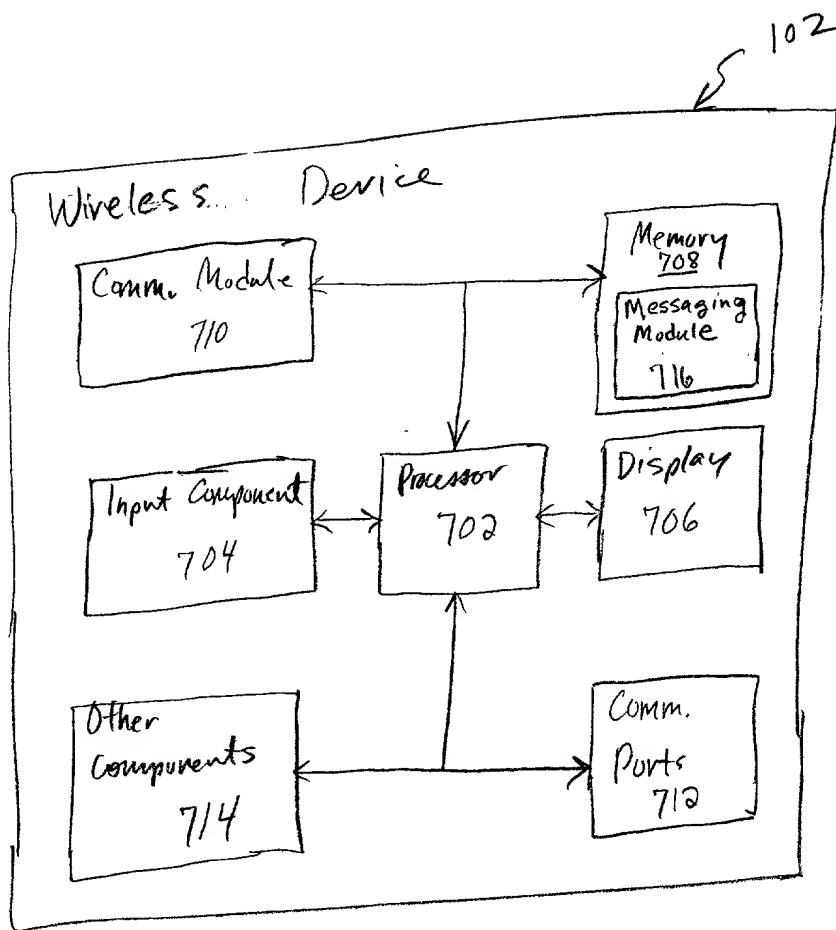 102
Wireless Device
Comm. Module
710
Memory
708
Messaging
Module
716
Input Component
704
Processor
702
Display
706
Other
Components
714
Comm.
Ports
712